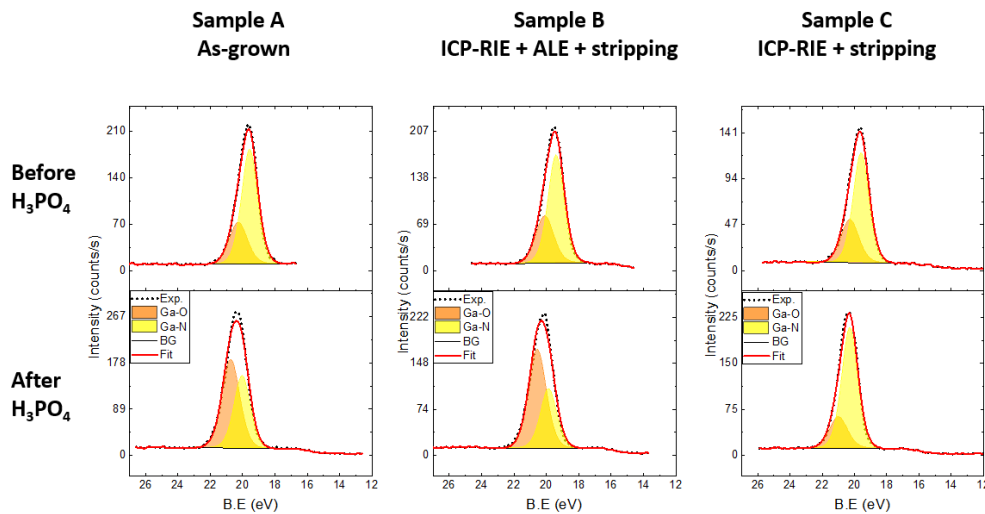 Sample A
As-grown
Sample B
ICP-RIE + ALE + stripping
Sample C
ICP-RIE + stripping
Before
H₃PO₄
After
H₃PO₄
Intensity (counts/s)
210
140
70
0
267
178
89
0
Exp.
Ga-O
Ga-N
BG
Fit
26 24 22 20 18 16 14 12
B.E (eV)
Intensity (counts/s)
207
138
69
0
222
148
74
0
Exp.
Ga-O
Ga-N
BG
Fit
26 24 22 20 18 16 14 12
B.E (eV)
Intensity (counts/s)
141
94
47
0
225
150
75
0
Exp.
Ga-O
Ga-N
BG
Fit
26 24 22 20 18 16 14 12
B.E (eV)